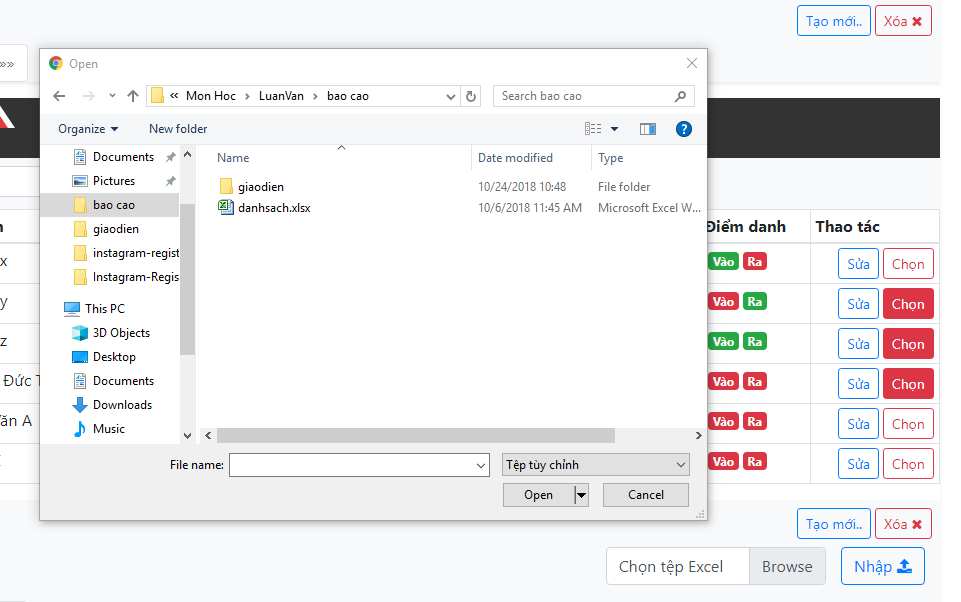 Tạo mới.. Xóa
»»
Open
« Mon Hoc › LuanVan › bao cao
Search bao cao
Organize New folder
Documents
Pictures
bao cao
giaodien
instagram-regist
Instagram-Regis
This PC
3D Objects
Desktop
Documents
Downloads
Music
Name Date modified Type
giaodien 10/24/2018 10:48 File folder
danhsach.xlsx 10/6/2018 11:45 AM Microsoft Excel W...
File name: Tệp tùy chỉnh
Open Cancel
Điểm danh Thao tác
x Vào Ra Sửa Chọn
y Vào Ra Sửa Chọn
z Vào Ra Sửa Chọn
Đức T Vào Ra Sửa Chọn
Văn A Vào Ra Sửa Chọn
Vào Ra Sửa Chọn
Tạo mới.. Xóa
Chọn tệp Excel Browse Nhập